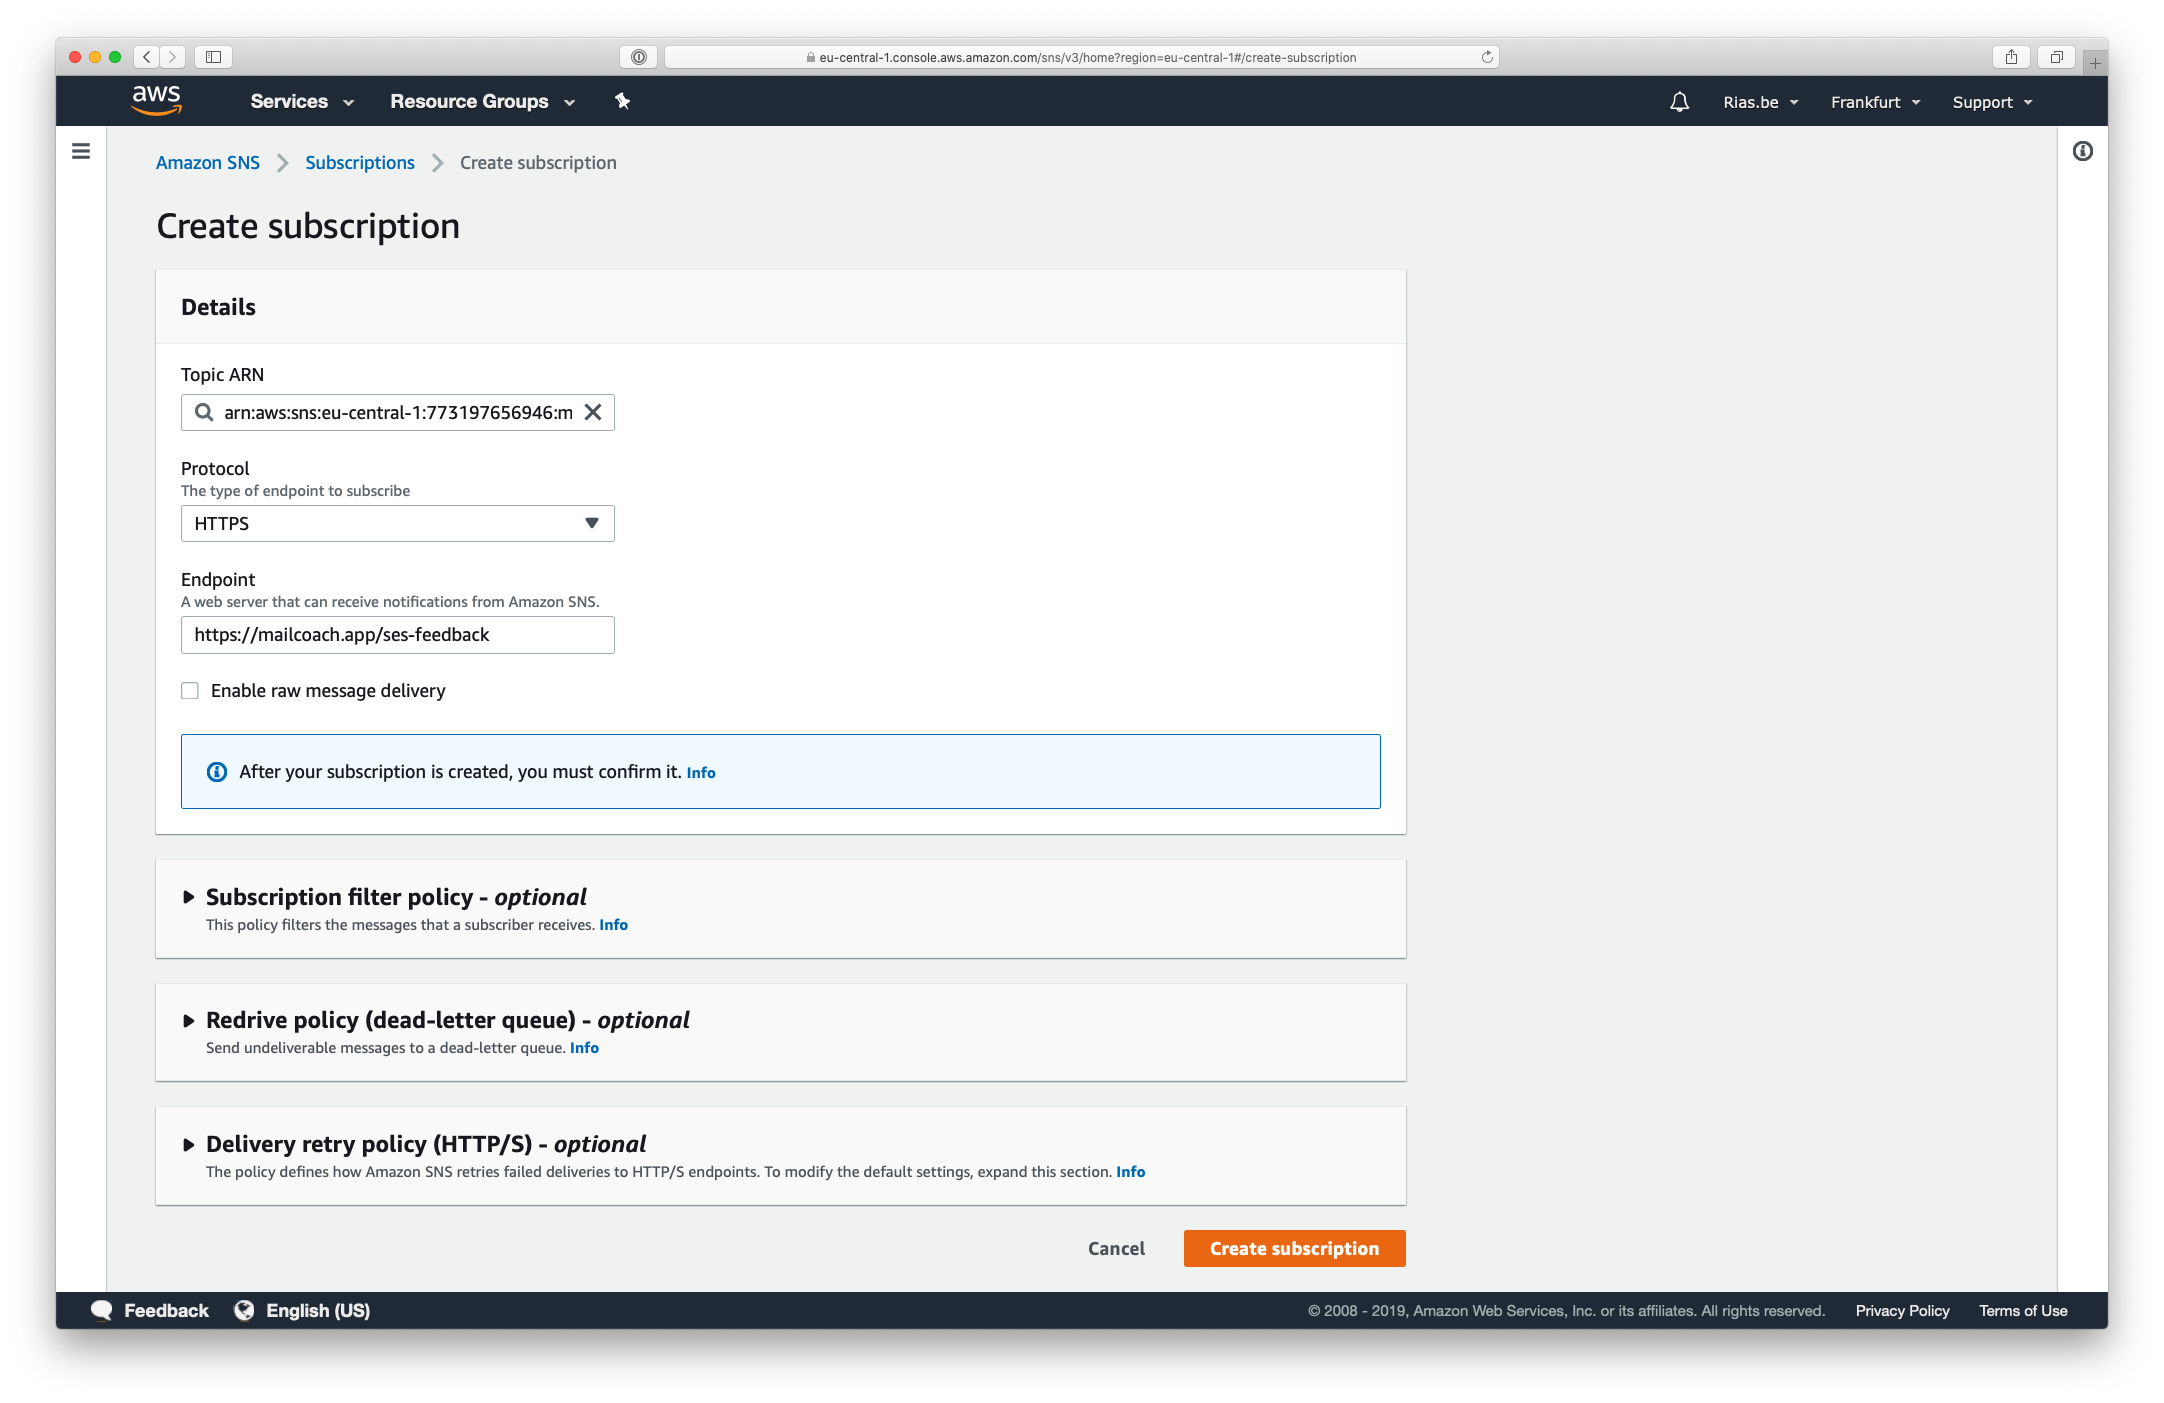 eu-central-1.console.aws.amazon.com/sns/v3/home?region=eu-central-1#/create-subscription
aws Services Resource Groups Rias.be Frankfurt Support
Amazon SNS Subscriptions Create subscription
Create subscription
Details
Topic ARN
arn:aws:sns:eu-central-1:773197656946:m
Protocol
The type of endpoint to subscribe
HTTPS
Endpoint
A web server that can receive notifications from Amazon SNS.
https://mailcoach.app/ses-feedback
Enable raw message delivery
After your subscription is created, you must confirm it. Info
Subscription filter policy - optional
This policy filters the messages that a subscriber receives. Info
Redrive policy (dead-letter queue) - optional
Send undeliverable messages to a dead-letter queue. Info
Delivery retry policy (HTTP/S) - optional
The policy defines how Amazon SNS retries failed deliveries to HTTP/S endpoints. To modify the default settings, expand this section. Info
Cancel Create subscription
Feedback English (US) © 2008 - 2019, Amazon Web Services, Inc. or its affiliates. All rights reserved. Privacy Policy Terms of Use